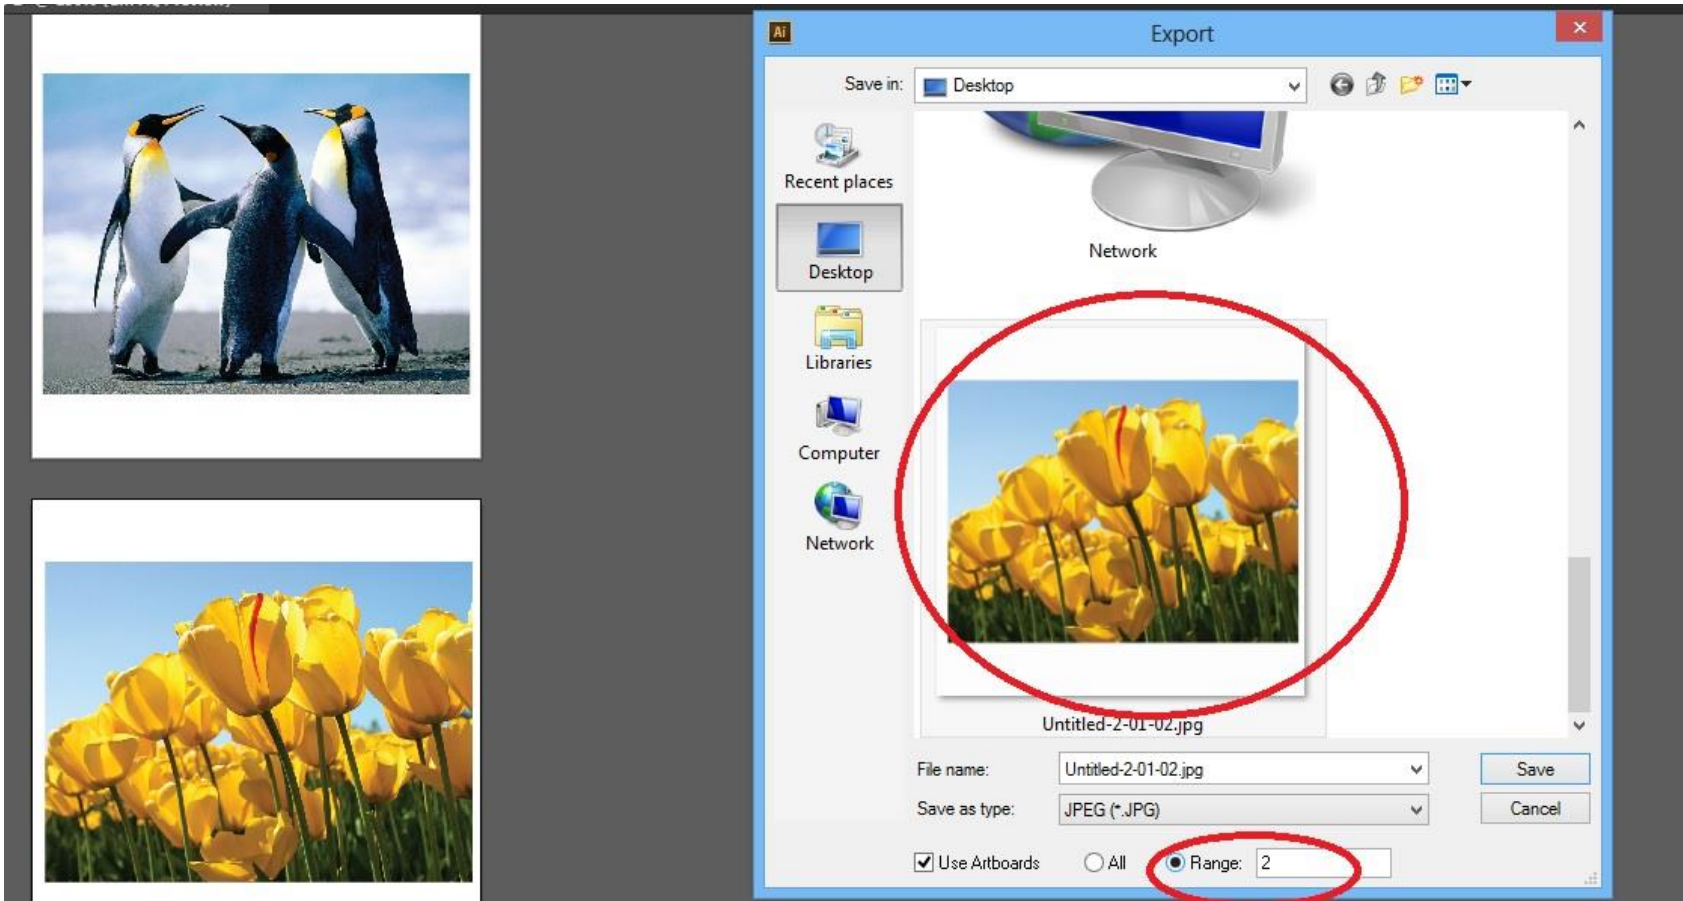 Ai
Export
Save in:
Desktop
Recent places
Desktop
Libraries
Computer
Network
Network
Untitled-2-01-02.jpg
File name:
Untitled-2-01-02.jpg
Save
Save as type:
JPEG (*.JPG)
Cancel
Use Artboards
All
Range:
2